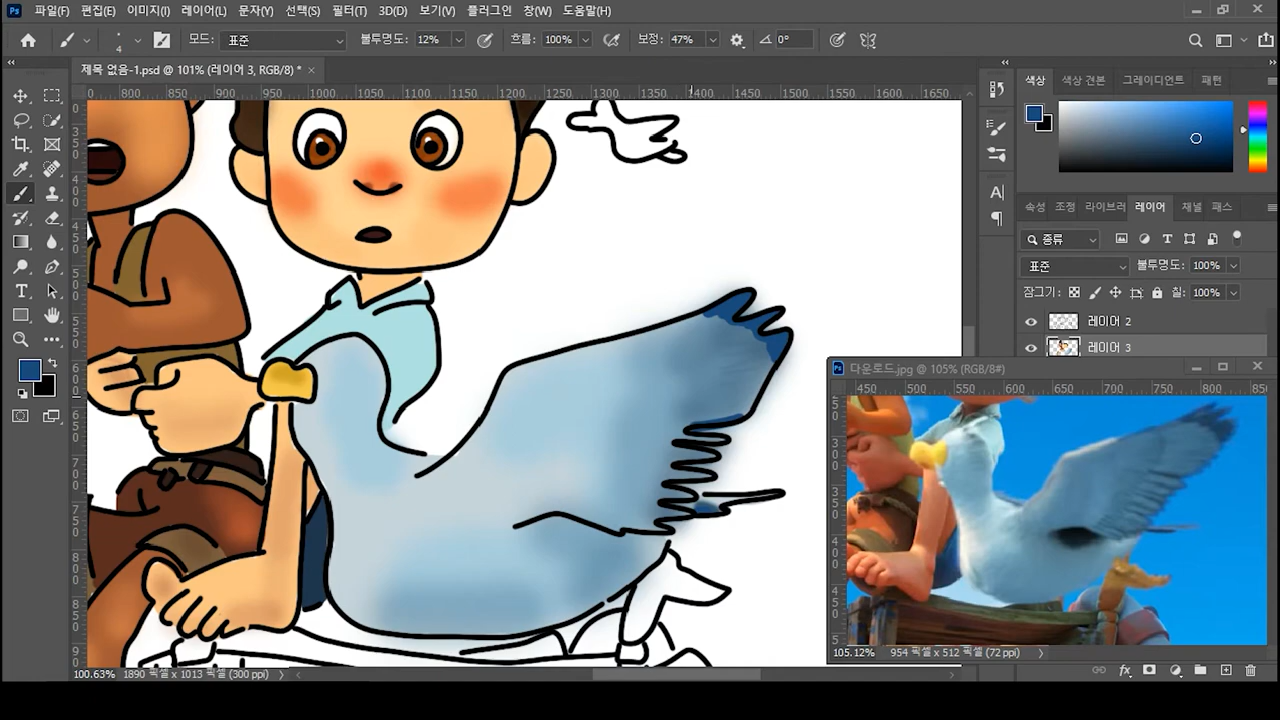 Ps 파일(F) 편집(E) 이미지(I) 레이어(L) 문자(Y) 선택(S) 필터(T) 3D(D) 보기(V) 플러그인 창(W) 도움말(H)
4 모드: 표준 불투명도: 12% 흐름: 100% 보정: 47% 0°
제목 없음-1.psd @ 101% (레이어 3, RGB/8) *
800 850 900 950 1000 1050 1100 1150 1200 1250 1300 1350 1400 1450 1500 1550 1600 1650
색상 색상 견본 그레이디언트 패턴
속성 조정 라이브러 레이어 채널 패스
종류
표준 불투명도: 100%
잠그기: 칠: 100%
레이어 2
레이어 3
Ps 다운로드.jpg @ 105% (RGB/8#)
450 500 550 600 650 700 750 800 850
105.12% 954 픽셀 x 512 픽셀 (72 ppi)
100.63% 1890 픽셀 x 1013 픽셀 (300 ppi)